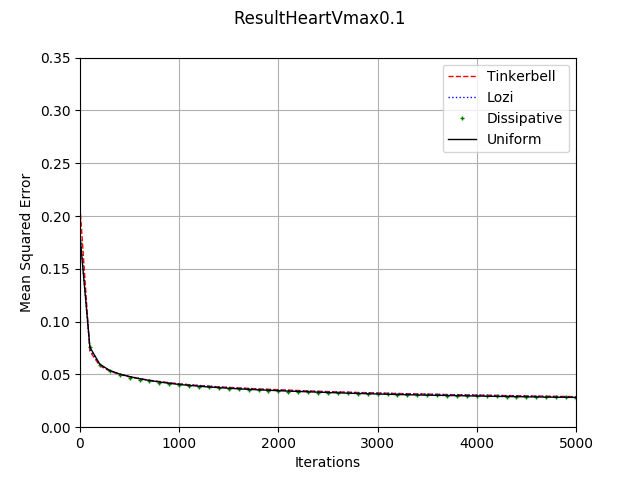 ResultHeartVmax0.1
0.35
0.30
0.25
0.20
0.15
0.10
0.05
0.00
Mean Squared Error
Tinkerbell
Lozi
Dissipative
Uniform
0 1000 2000 3000 4000 5000
Iterations